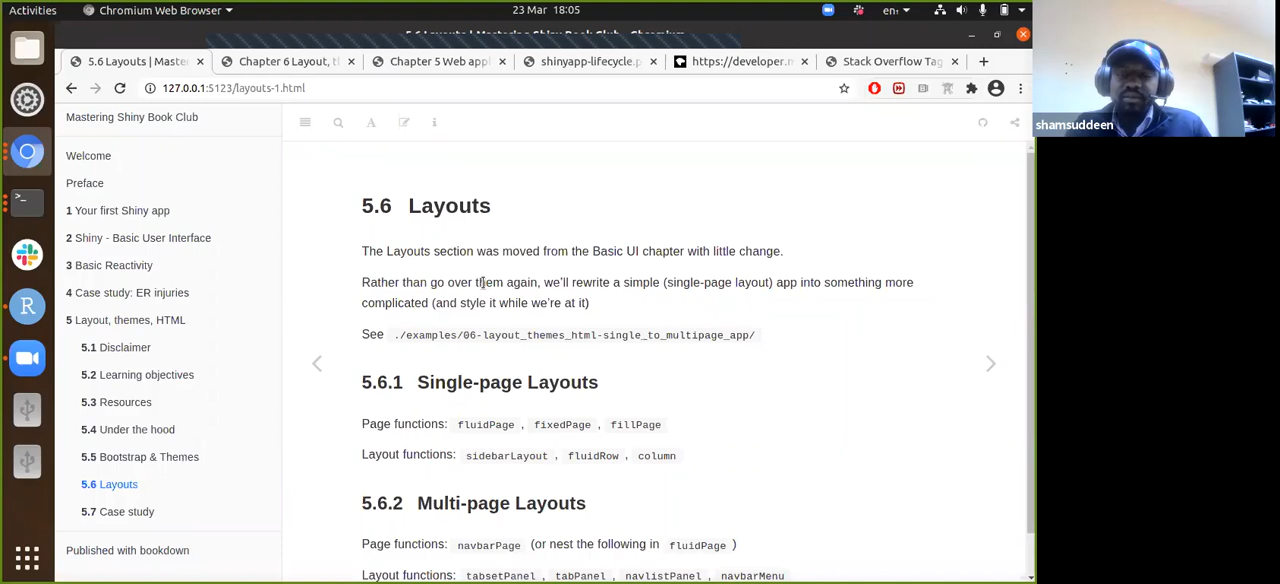 Activities
Chromium Web Browser
23 Mar 18:05
en₁
5.6 Layouts | Mastering Shiny Book Club - Chromium
5.6 Layouts | Maste
Chapter 6 Layout, t
Chapter 5 Web app
shinyapp-lifecycle.p
https://developer.m
Stack Overflow Tag
127.0.0.1:5123/layouts-1.html
shamsuddeen
Mastering Shiny Book Club
Welcome
Preface
1 Your first Shiny app
2 Shiny - Basic User Interface
3 Basic Reactivity
4 Case study: ER injuries
5 Layout, themes, HTML
5.1 Disclaimer
5.2 Learning objectives
5.3 Resources
5.4 Under the hood
5.5 Bootstrap & Themes
5.6 Layouts
5.7 Case study
Published with bookdown
5.6 Layouts
The Layouts section was moved from the Basic UI chapter with little change.
Rather than go over them again, we'll rewrite a simple (single-page layout) app into something more
complicated (and style it while we're at it)
See ./examples/06-layout_themes_html-single_to_multipage_app/
5.6.1 Single-page Layouts
Page functions: fluidPage , fixedPage , fillPage
Layout functions: sidebarLayout , fluidRow , column
5.6.2 Multi-page Layouts
Page functions: navbarPage (or nest the following in fluidPage )
Layout functions: tabsetPanel , tabPanel , navlistPanel , navbarMenu